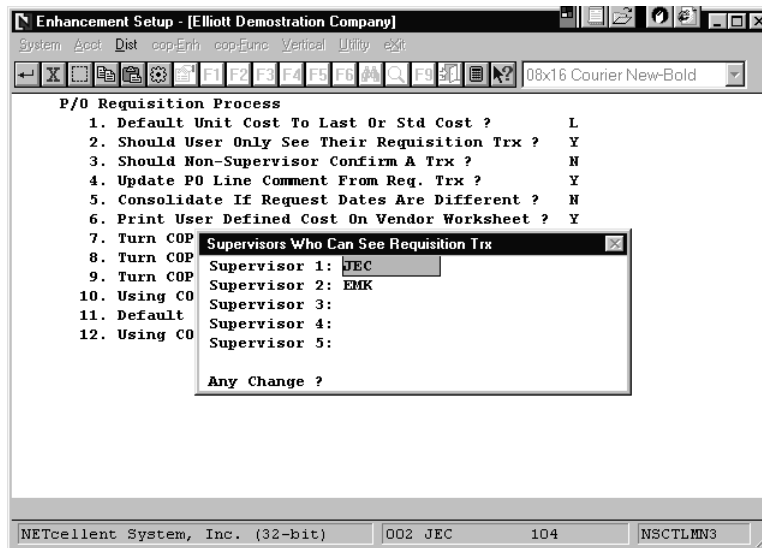 Enhancement Setup - [Elliott Demostration Company]
System Acct Dist cop-Enh cop-Func Vertical Utility eXit
X F1 F2 F3 F4 F5 F6 F9 08x16 Courier New-Bold
P/O Requisition Process
1. Default Unit Cost To Last Or Std Cost ? L
2. Should User Only See Their Requisition Trx ? Y
3. Should Non-Supervisor Confirm A Trx ? N
4. Update PO Line Comment From Req. Trx ? Y
5. Consolidate If Request Dates Are Different ? N
6. Print User Defined Cost On Vendor Worksheet ? Y
7. Turn COP
8. Turn COP
9. Turn COP
10. Using CO
11. Default
12. Using CO
Supervisors Who Can See Requisition Trx
Supervisor 1: JEC
Supervisor 2: EMK
Supervisor 3:
Supervisor 4:
Supervisor 5:
Any Change ?
NETcellent System, Inc. (32-bit) 002 JEC 104 NSCTLMN3